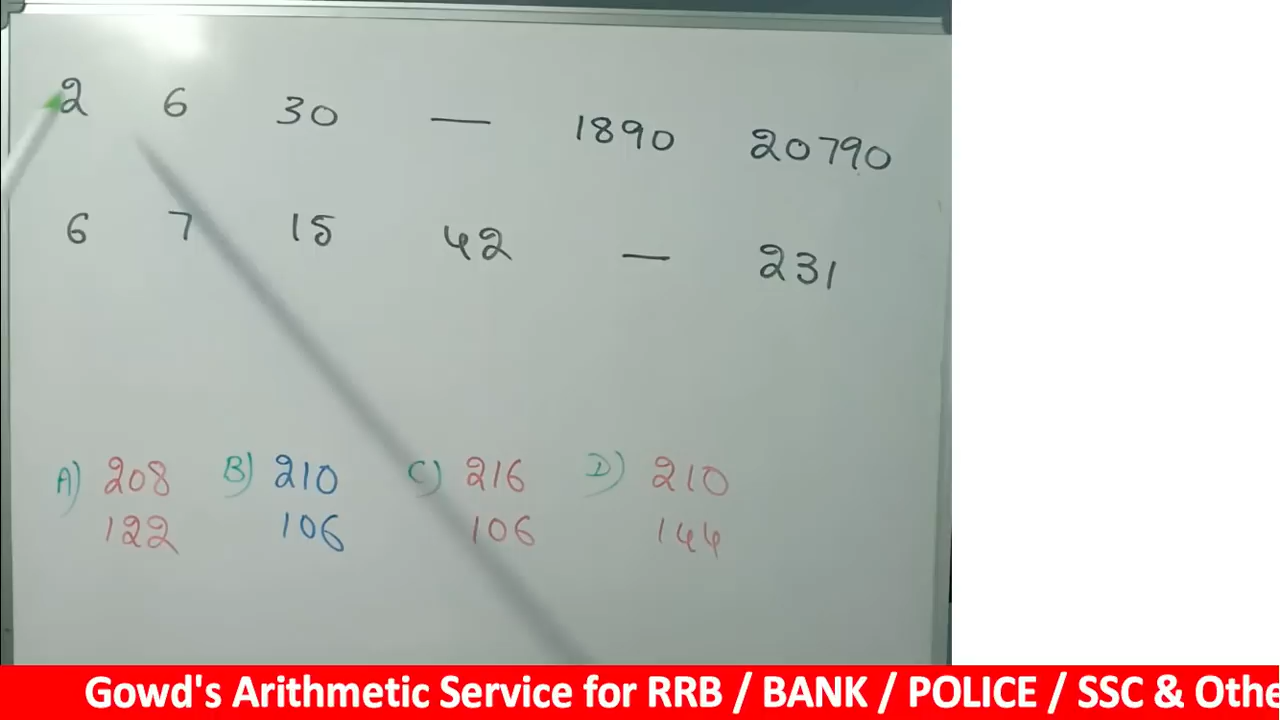 2 6 30 — 1890 20790
6 7 15 42 — 231
A) 208 B) 210 C) 216 D) 210
122 106 106 144
Gowd's Arithmetic Service for RRB / BANK / POLICE / SSC & Othe